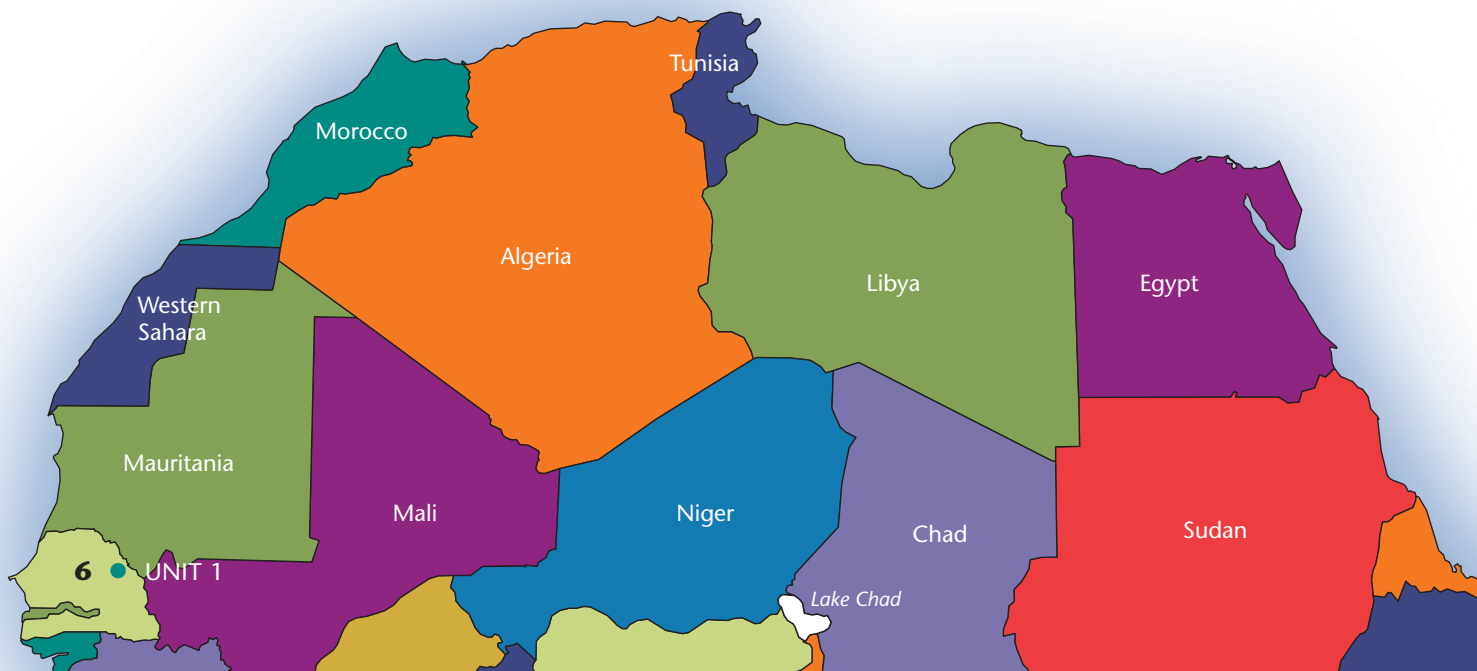 Tunisia
Morocco
Algeria
Libya
Egypt
Western
Sahara
Mauritania
Mali
Niger
Chad
Sudan
6 ● UNIT 1
Lake Chad